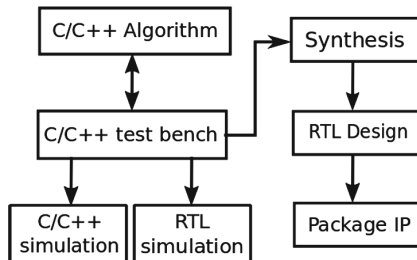 C/C++ Algorithm
Synthesis
C/C++ test bench
RTL Design
C/C++
simulation
RTL
simulation
Package IP